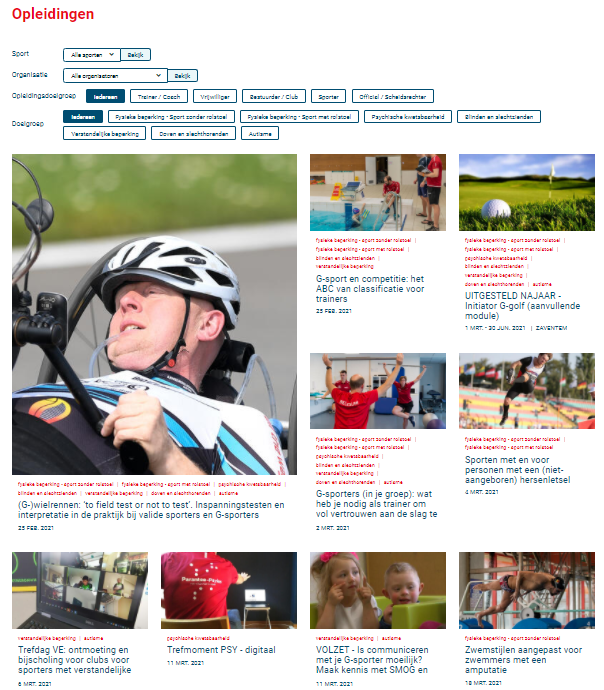 Opleidingen
Sport
Alle sporten
Bekijk
Organisatie
Alle organisatoren
Bekijk
Opleidingsdoelgroep
Iedereen
Trainer / Coach
Vrijwilliger
Bestuurder / Club
Sporter
Official / Scheidsrechter
Doelgroep
Iedereen
Fysieke beperking - Sport zonder rolstoel
Fysieke beperking - Sport met rolstoel
Psychische kwetsbaarheid
Blinden en slechtzienden
Verstandelijke beperking
Doven en slechthorenden
Autisme
fysieke beperking - sport zonder rolstoel | fysieke beperking - sport met rolstoel | psychische kwetsbaarheid |
blinden en slechtzienden | verstandelijke beperking | doven en slechthorenden | autisme
(G-)wielrennen: 'to field test or not to test'. Inspanningstesten en
interpretatie in de praktijk bij valide sporters en G-sporters
25 FEB. 2021
fysieke beperking - sport zonder rolstoel |
fysieke beperking - sport met rolstoel |
blinden en slechtzienden |
verstandelijke beperking
G-sport en competitie: het
ABC van classificatie voor
trainers
25 FEB. 2021
fysieke beperking - sport zonder rolstoel |
fysieke beperking - sport met rolstoel |
psychische kwetsbaarheid |
blinden en slechtzienden |
verstandelijke beperking |
doven en slechthorenden | autisme
UITGESTELD NAJAAR -
Initiator G-golf (aanvullende
module)
1 MRT. - 30 JUN. 2021 | ZAVENTEM
BELGIUM
fysieke beperking - sport zonder rolstoel |
fysieke beperking - sport met rolstoel |
psychische kwetsbaarheid |
blinden en slechtzienden |
verstandelijke beperking |
doven en slechthorenden | autisme
G-sporters (in je groep): wat
heb je nodig als trainer om
vol vertrouwen aan de slag te
2 MRT. 2021
fysieke beperking - sport zonder rolstoel |
fysieke beperking - sport met rolstoel
Sporten met en voor
personen met een (niet-
aangeboren) hersenletsel
4 MRT. 2021
verstandelijke beperking | autisme
Trefdag VE: ontmoeting en
bijscholing voor clubs voor
sporters met verstandelijke
6 MRT. 2021
psychische kwetsbaarheid
Trefmoment PSY - digitaal
11 MRT. 2021
verstandelijke beperking | autisme
VOLZET - Is communiceren
met je G-sporter moeilijk?
Maak kennis met SMOG en
11 MRT. 2021
fysieke beperking - sport zonder rolstoel
Zwemstijlen aangepast voor
zwemmers met een
amputatie
18 MRT. 2021